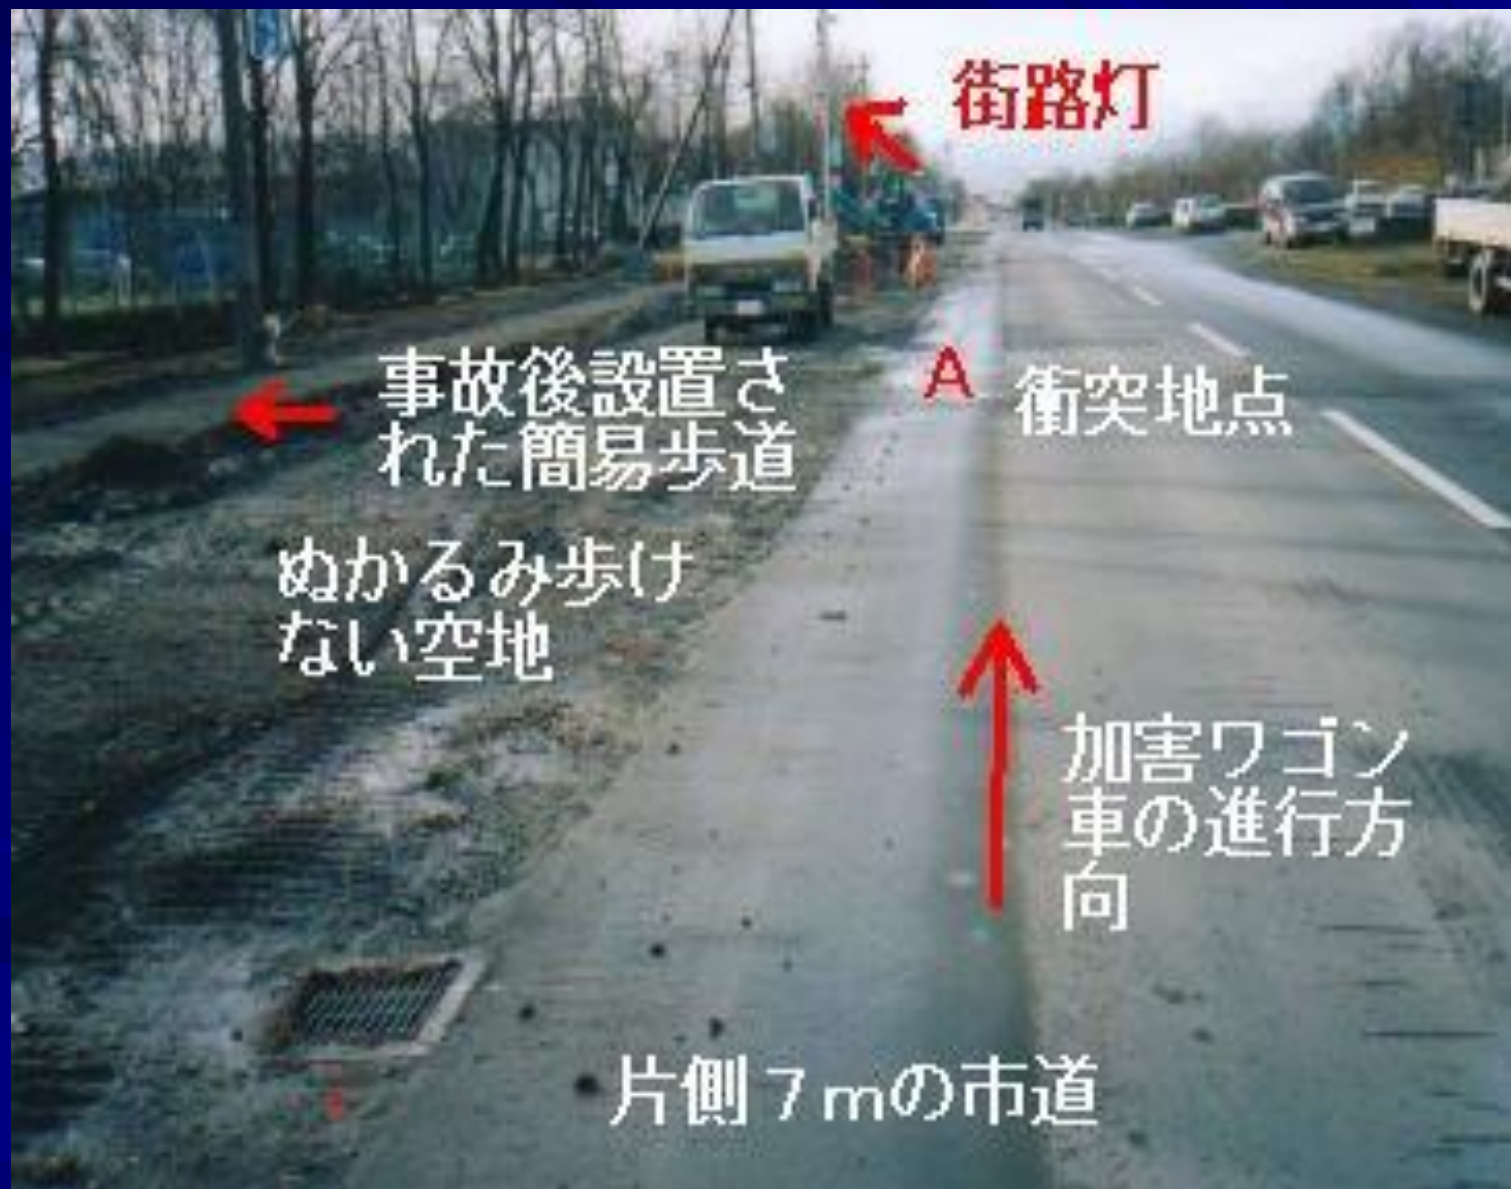 街路灯
事故後設置さ
れた簡易歩道
A
衝突地点
ぬかるみ歩け
ない空地
加害ワゴン
車の進行方
向
片側7mの市道